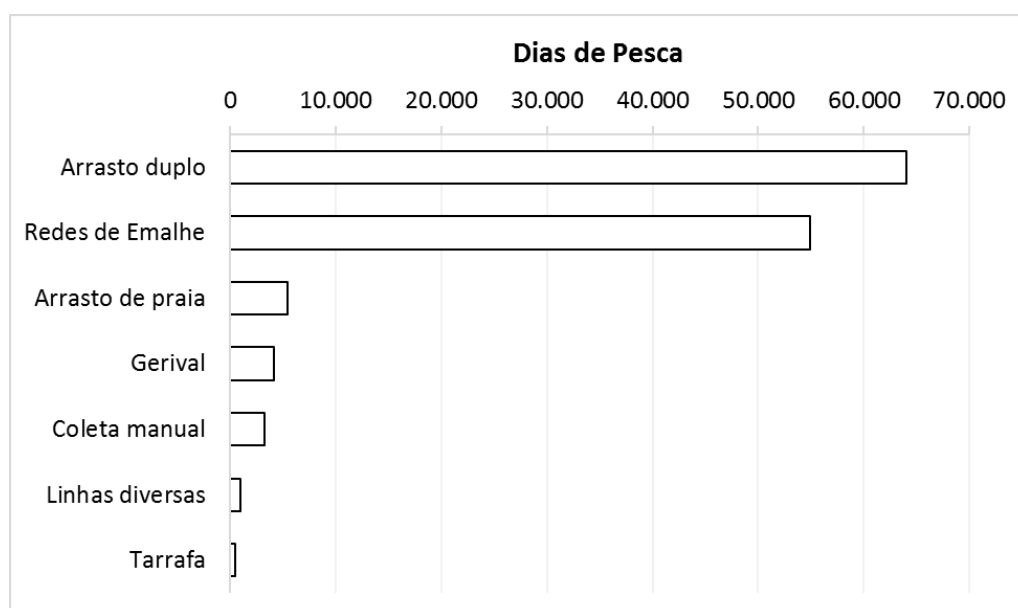 Dias de Pesca
0 10.000 20.000 30.000 40.000 50.000 60.000 70.000
Arrasto duplo
Redes de Emalhe
Arrasto de praia
Gerival
Coleta manual
Linhas diversas
Tarrafa